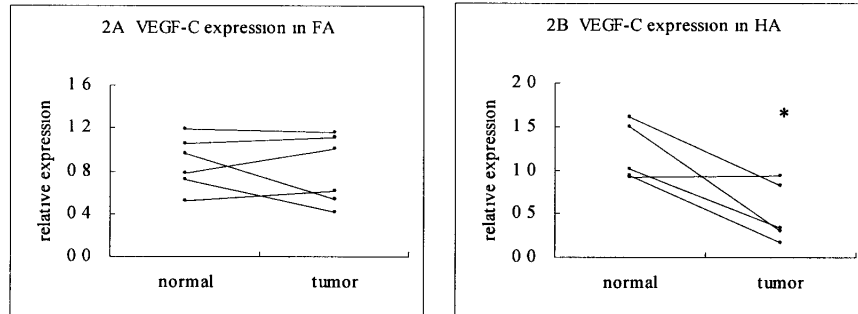 2A VEGF-C expression in FA
relative expression
1 6
1 2
0 8
0 4
0 0
normal tumor
2B VEGF-C expression in HA
relative expression
2 0
1 5
1 0
0 5
0 0
*
normal tumor